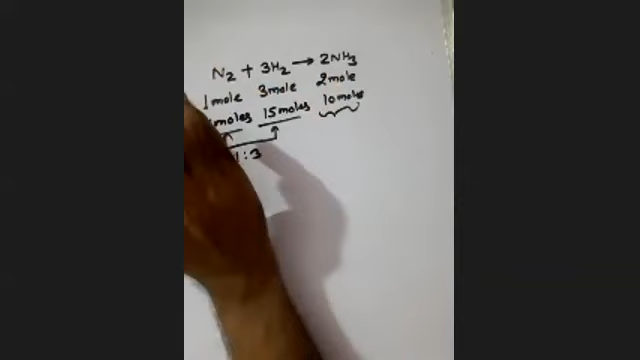 N2 + 3H2 → 2NH3
1mole 3mole 2mole
moles 15moles 10moles
1:3